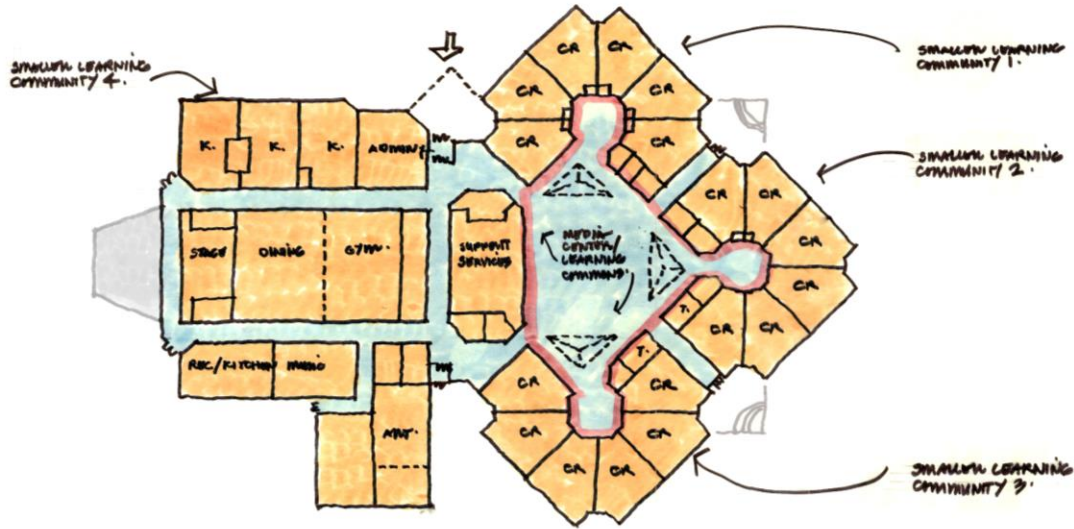 SMALLER LEARNING
COMMUNITY 1.
SMALLER LEARNING
COMMUNITY 4.
CR
CR
CR
CR
CR
CR
K.
K.
K.
ADMIN
SMALLER LEARNING
COMMUNITY 2.
CR
CR
CR
CR
CR
CR
STAGE
DINING
GYM.
SUPPORT
SERVICES
MEDIA
CENTER/
LEARNING
COMMONS.
T.
T.
REC/KITCHEN
MUSIC
ART.
CR
CR
CR
CR
CR
CR
SMALLER LEARNING
COMMUNITY 3.